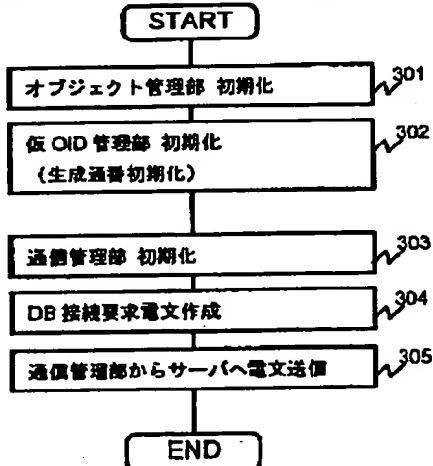 START
オブジェクト管理部 初期化
301
仮 OID 管理部 初期化
302
(生成通番初期化)
通信管理部 初期化
303
DB 接続要求電文作成
304
通信管理部からサーバへ電文送信
305
END